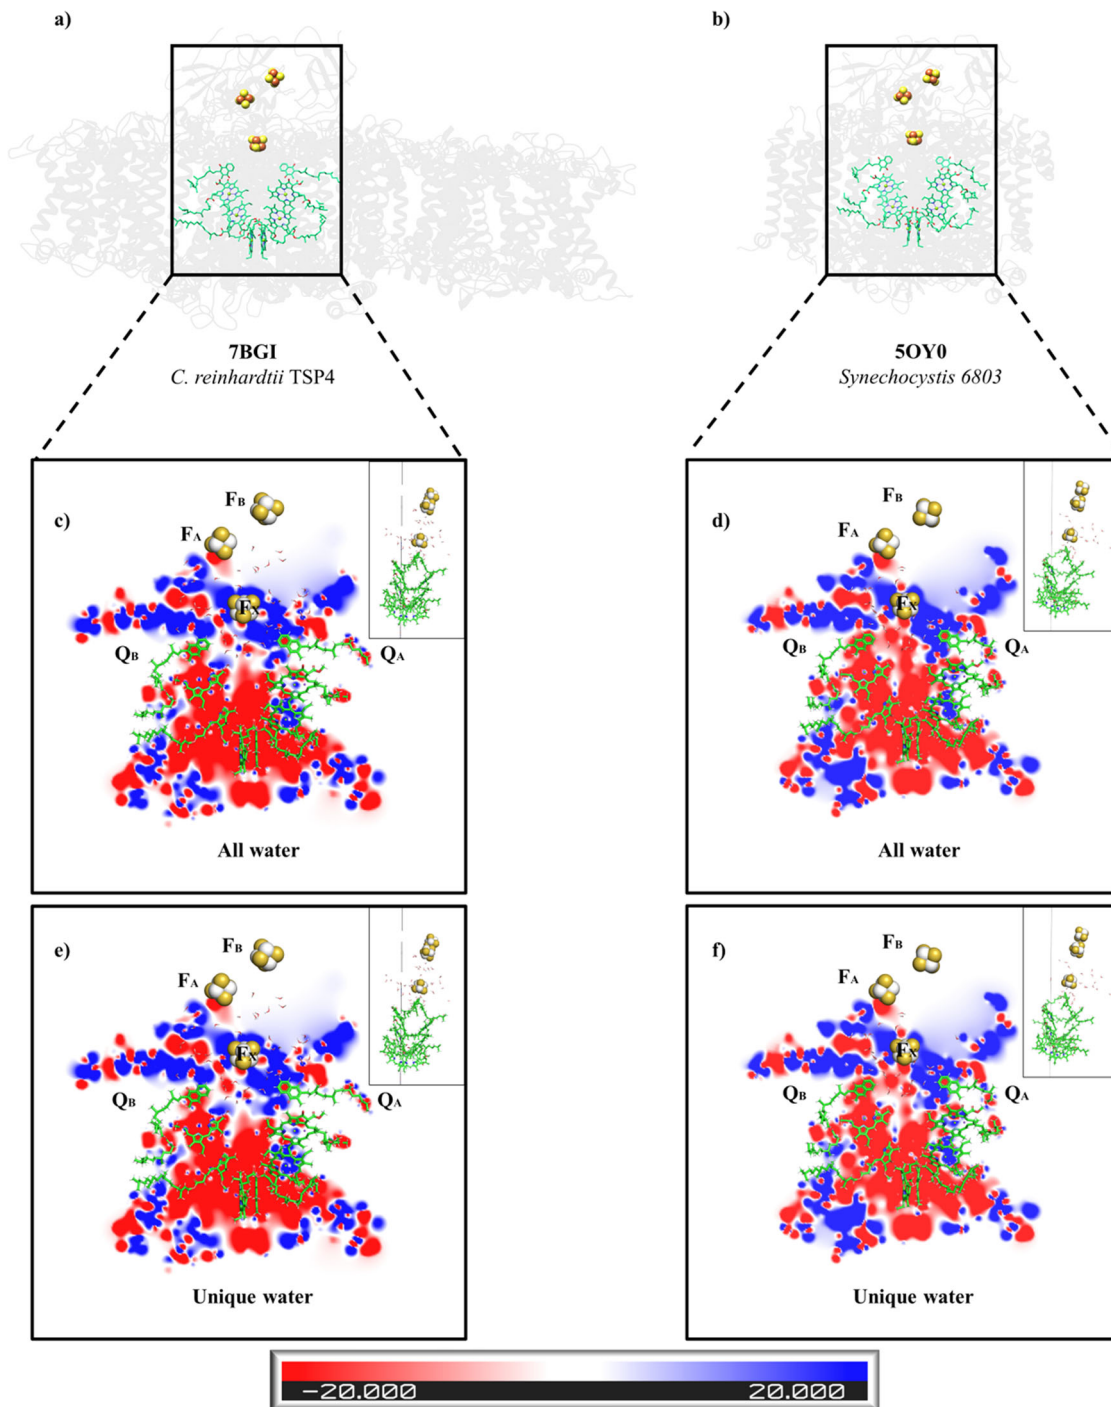 a)
b)
7BGI
C. reinhardtii TSP4
5OY0
Synechocystis 6803
c)
FB
FA
FX
QB
QA
All water
d)
FB
FA
FX
QB
QA
All water
e)
FB
FA
FX
QB
QA
Unique water
f)
FB
FA
FX
QB
QA
Unique water
-20.000
20.000